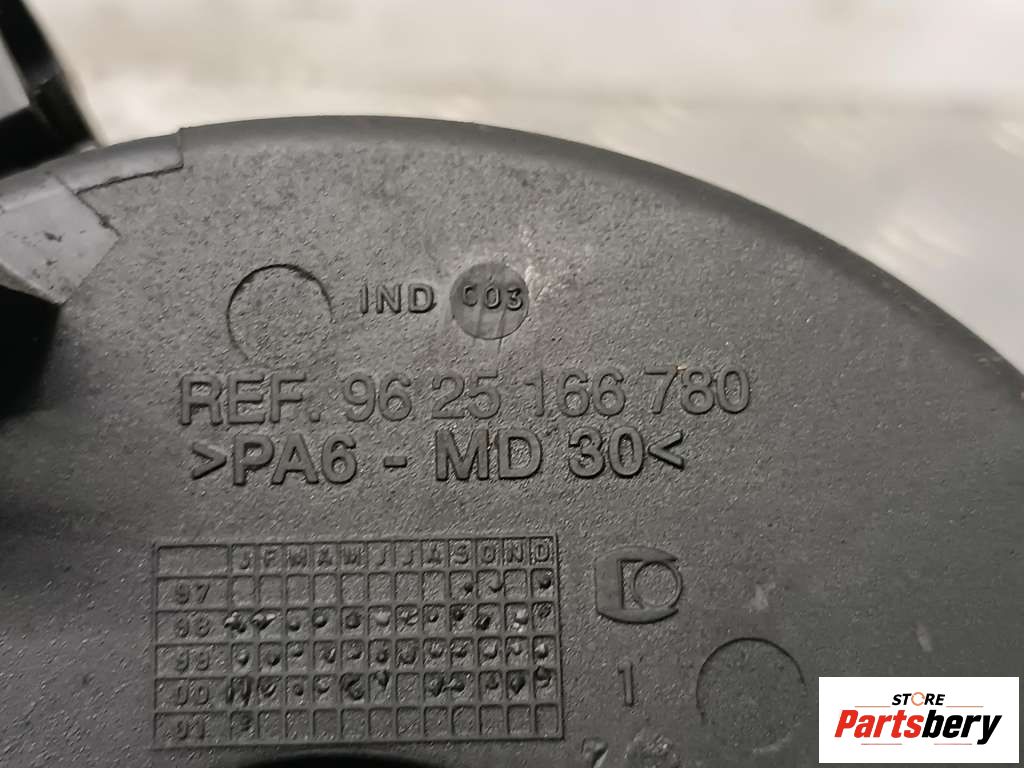 IND 003
REF. 96 25 166 780
>PA6 - MD 30<
J F M A M J J A S O N D
97
98
99
00
01
1
STORE
Partsbery